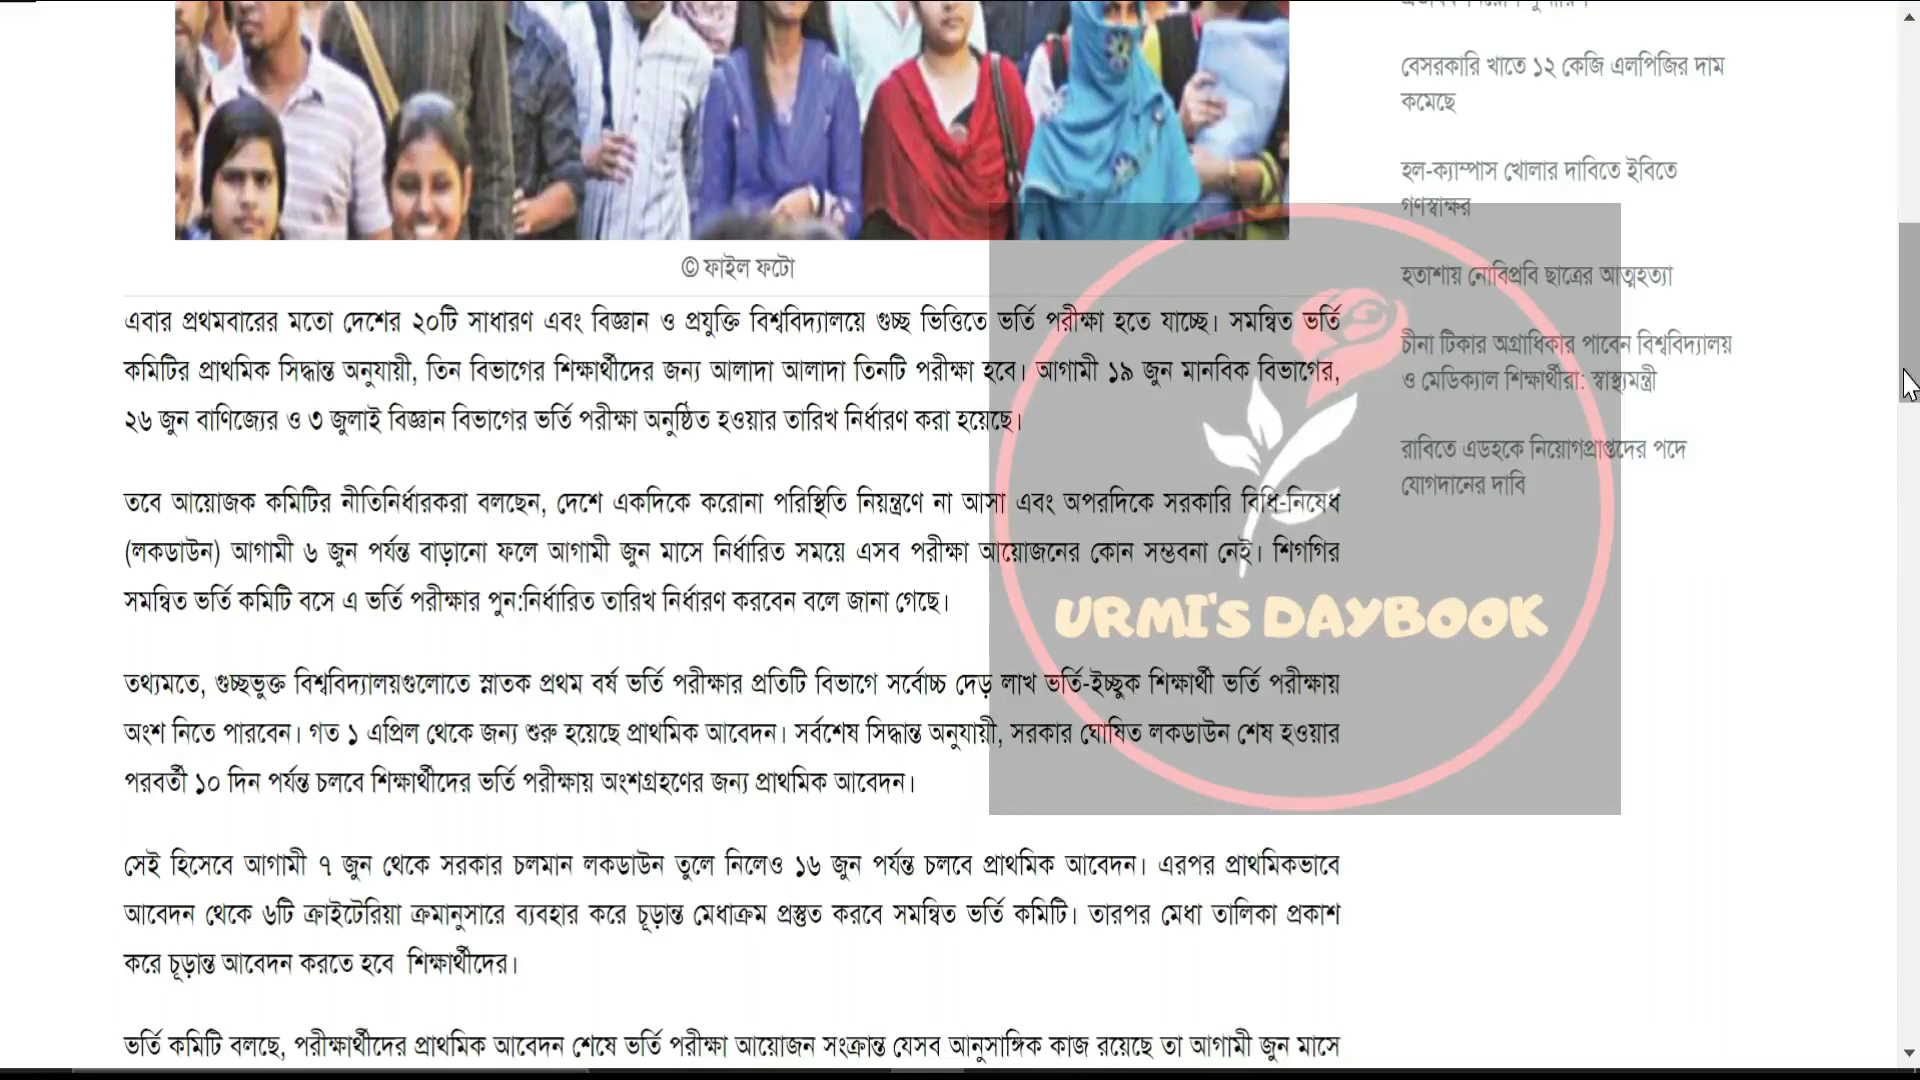 © ফাইল ফটো
এবার প্রথমবারের মতো দেশের ২০টি সাধারণ এবং বিজ্ঞান ও প্রযুক্তি বিশ্ববিদ্যালয়ে গুচ্ছ ভিত্তিতে ভর্তি পরীক্ষা হতে যাচ্ছে। সমন্বিত ভর্তি
কমিটির প্রাথমিক সিদ্ধান্ত অনুযায়ী, তিন বিভাগের শিক্ষার্থীদের জন্য আলাদা আলাদা তিনটি পরীক্ষা হবে। আগামী ১৯ জুন মানবিক বিভাগের,
২৬ জুন বাণিজ্যের ও ৩ জুলাই বিজ্ঞান বিভাগের ভর্তি পরীক্ষা অনুষ্ঠিত হওয়ার তারিখ নির্ধারণ করা হয়েছে।
তবে আয়োজক কমিটির নীতিনির্ধারকরা বলছেন, দেশে একদিকে করোনা পরিস্থিতি নিয়ন্ত্রণে না আসা এবং অপরদিকে সরকারি বিধি-নিষেধ
(লকডাউন) আগামী ৬ জুন পর্যন্ত বাড়ানো ফলে আগামী জুন মাসে নির্ধারিত সময়ে এসব পরীক্ষা আয়োজনের কোন সম্ভবনা নেই। শিগগির
সমন্বিত ভর্তি কমিটি বসে এ ভর্তি পরীক্ষার পুন:নির্ধারিত তারিখ নির্ধারণ করবেন বলে জানা গেছে।
তথ্যমতে, গুচ্ছভুক্ত বিশ্ববিদ্যালয়গুলোতে স্নাতক প্রথম বর্ষ ভর্তি পরীক্ষার প্রতিটি বিভাগে সর্বোচ্চ দেড় লাখ ভর্তি-ইচ্ছুক শিক্ষার্থী ভর্তি পরীক্ষায়
অংশ নিতে পারবেন। গত ১ এপ্রিল থেকে জন্য শুরু হয়েছে প্রাথমিক আবেদন। সর্বশেষ সিদ্ধান্ত অনুযায়ী, সরকার ঘোষিত লকডাউন শেষ হওয়ার
পরবর্তী ১০ দিন পর্যন্ত চলবে শিক্ষার্থীদের ভর্তি পরীক্ষায় অংশগ্রহণের জন্য প্রাথমিক আবেদন।
সেই হিসেবে আগামী ৭ জুন থেকে সরকার চলমান লকডাউন তুলে নিলেও ১৬ জুন পর্যন্ত চলবে প্রাথমিক আবেদন। এরপর প্রাথমিকভাবে
আবেদন থেকে ৬টি ক্রাইটেরিয়া ক্রমানুসারে ব্যবহার করে চূড়ান্ত মেধাক্রম প্রস্তুত করবে সমন্বিত ভর্তি কমিটি। তারপর মেধা তালিকা প্রকাশ
করে চূড়ান্ত আবেদন করতে হবে শিক্ষার্থীদের।
ভর্তি কমিটি বলছে, পরীক্ষার্থীদের প্রাথমিক আবেদন শেষে ভর্তি পরীক্ষা আয়োজন সংক্রান্ত যেসব আনুসাঙ্গিক কাজ রয়েছে তা আগামী জুন মাসে
বেসরকারি খাতে ১২ কেজি এলপিজির দাম
কমেছে
হল-ক্যাম্পাস খোলার দাবিতে ইবিতে
গণস্বাক্ষর
হতাশায় নোবিপ্রবি ছাত্রের আত্মহত্যা
চীনা টিকার অগ্রাধিকার পাবেন বিশ্ববিদ্যালয়
ও মেডিক্যাল শিক্ষার্থীরা: স্বাস্থ্যমন্ত্রী
রাবিতে এডহকে নিয়োগপ্রাপ্তদের পদে
যোগদানের দাবি
URMI'S DAYBOOK